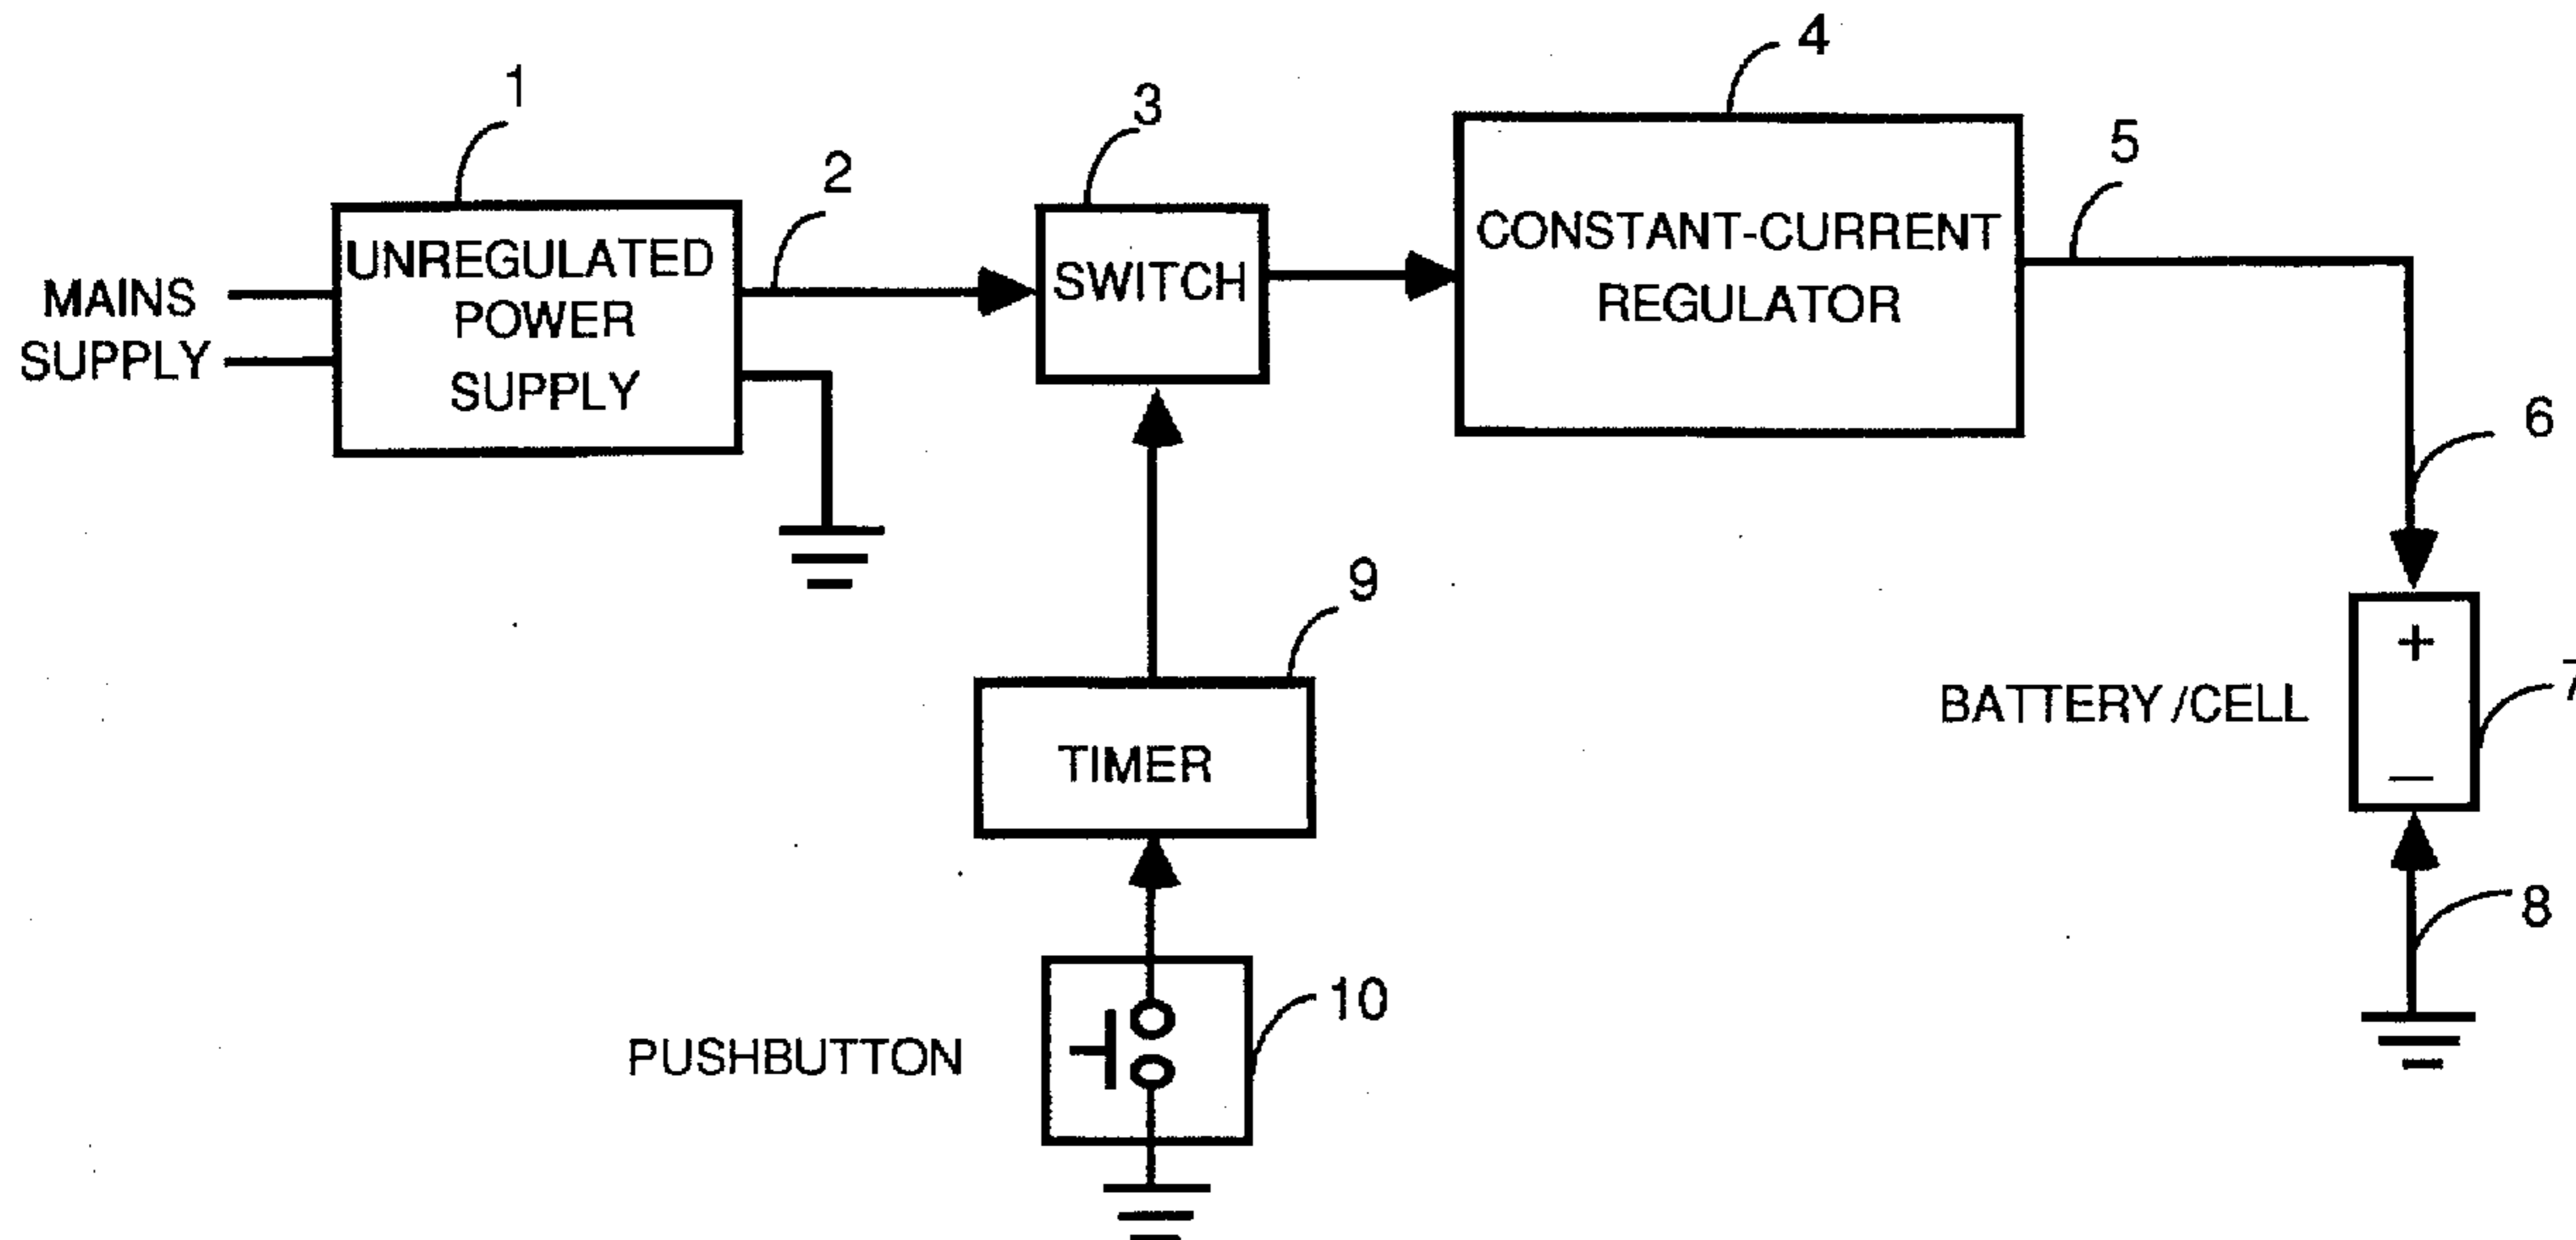 1
2
3
4
5
6
7
8
9
10
MAINS
SUPPLY
UNREGULATED
POWER
SUPPLY
SWITCH
CONSTANT-CURRENT
REGULATOR
TIMER
BATTERY/CELL
+
—
PUSHBUTTON